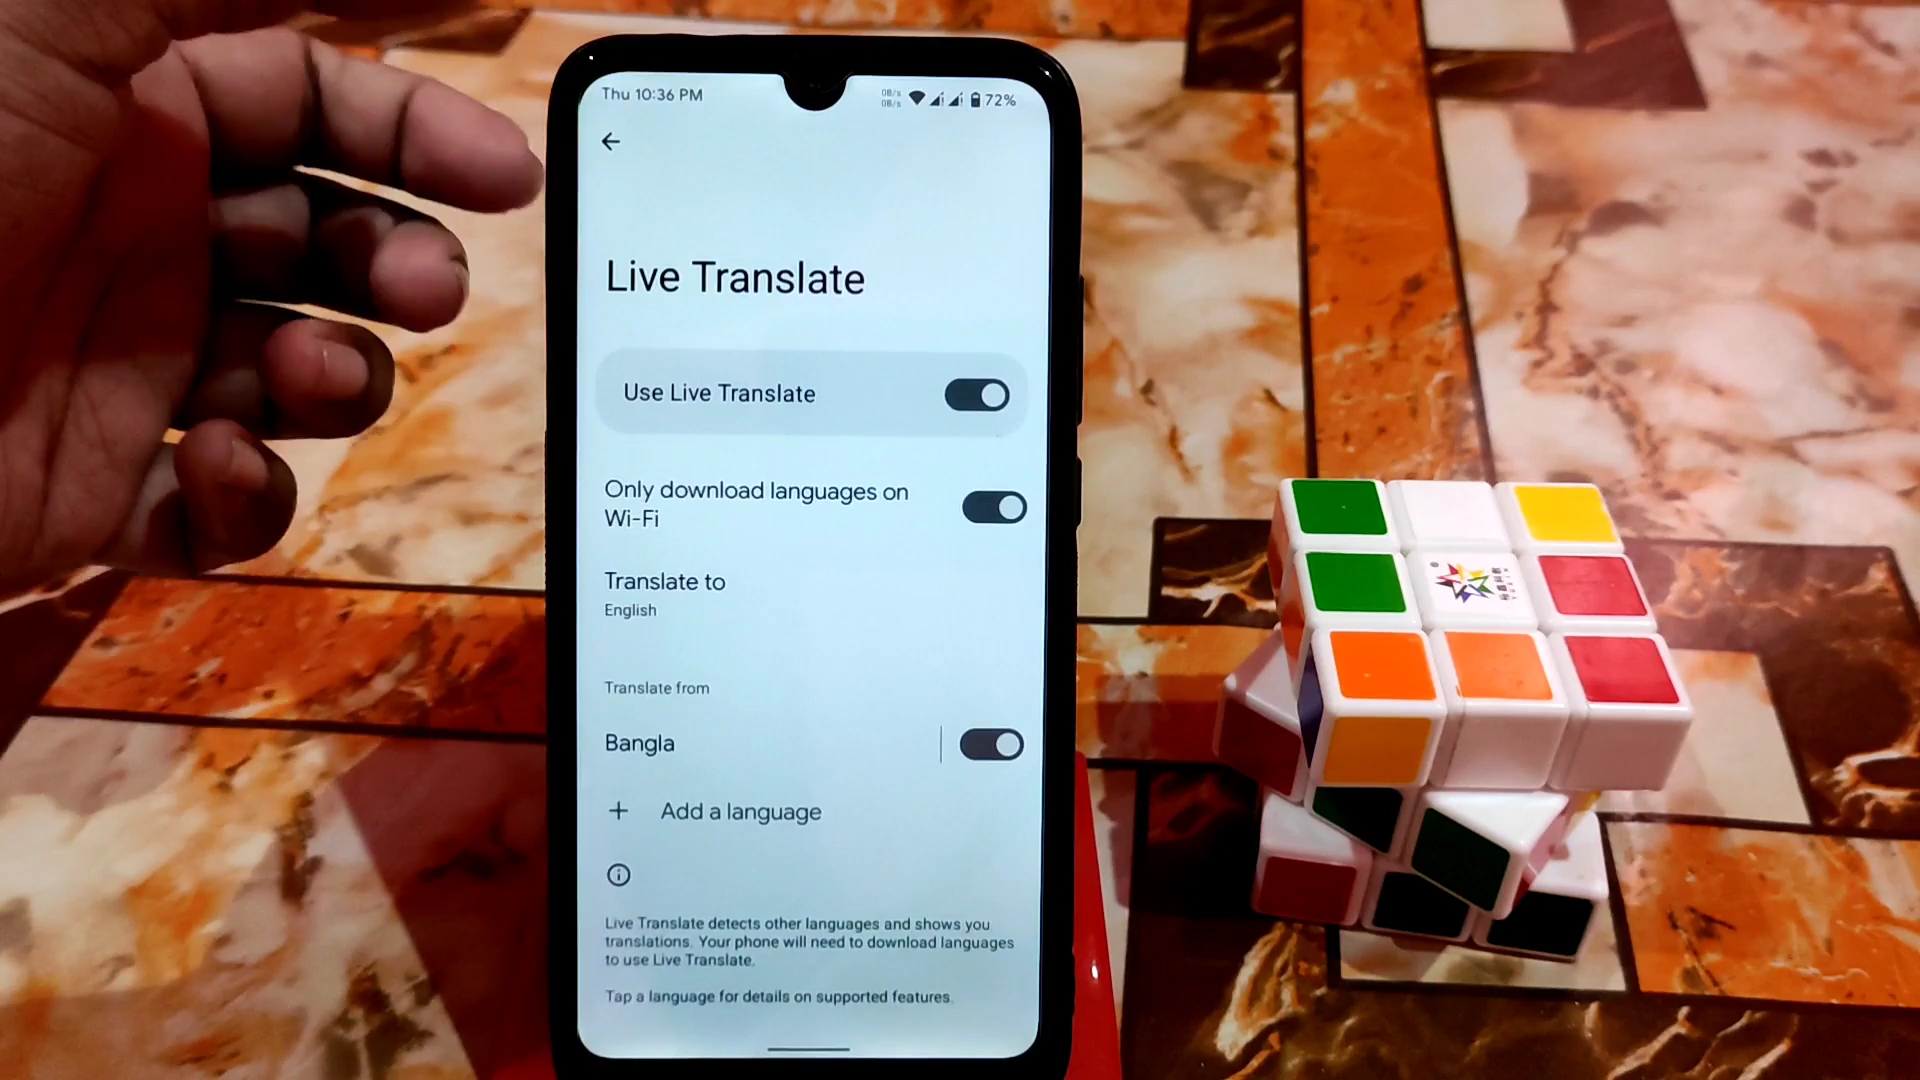 Thu 10:36 PM
0B/s
0B/s
72%
Live Translate
Use Live Translate
Only download languages on
Wi-Fi
Translate to
English
Translate from
Bangla
+ Add a language
Live Translate detects other languages and shows you
translations. Your phone will need to download languages
to use Live Translate.
Tap a language for details on supported features.